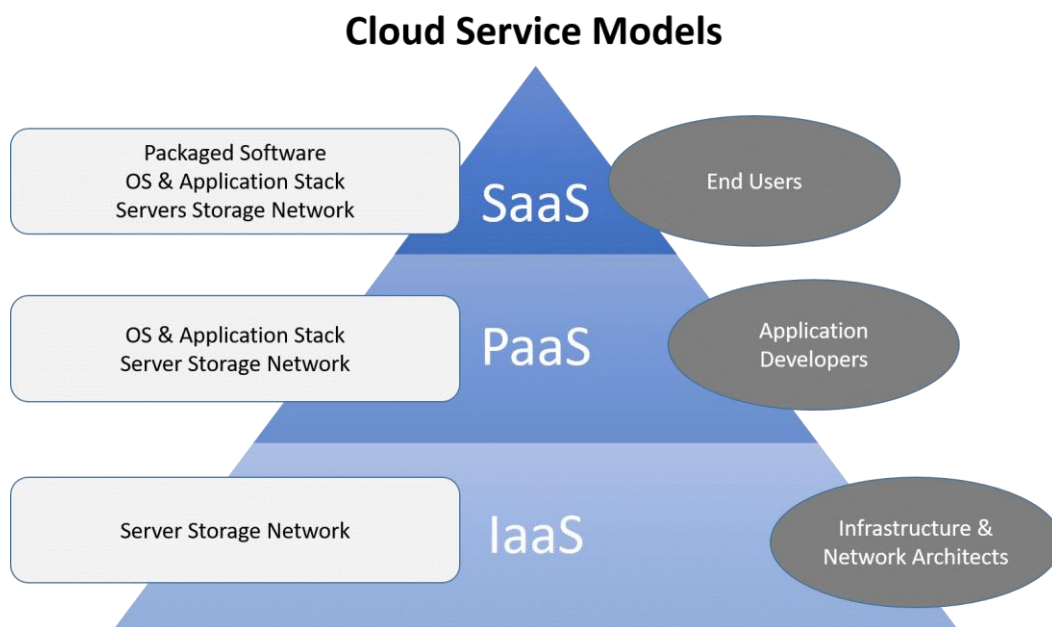 Cloud Service Models
Packaged Software
OS & Application Stack
Servers Storage Network
SaaS
End Users
OS & Application Stack
Server Storage Network
PaaS
Application
Developers
Server Storage Network
IaaS
Infrastructure &
Network Architects